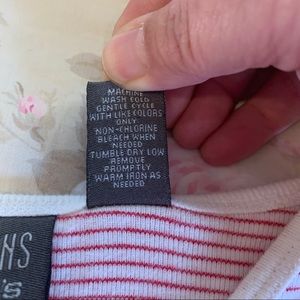 MACHINE
WASH COLD
GENTLE CYCLE
WITH LIKE COLORS
ONLY
NON-CHLORINE
BLEACH WHEN
NEEDED
TUMBLE DRY LOW
REMOVE
PROMPTLY
WARM IRON AS
NEEDED
NS
'S